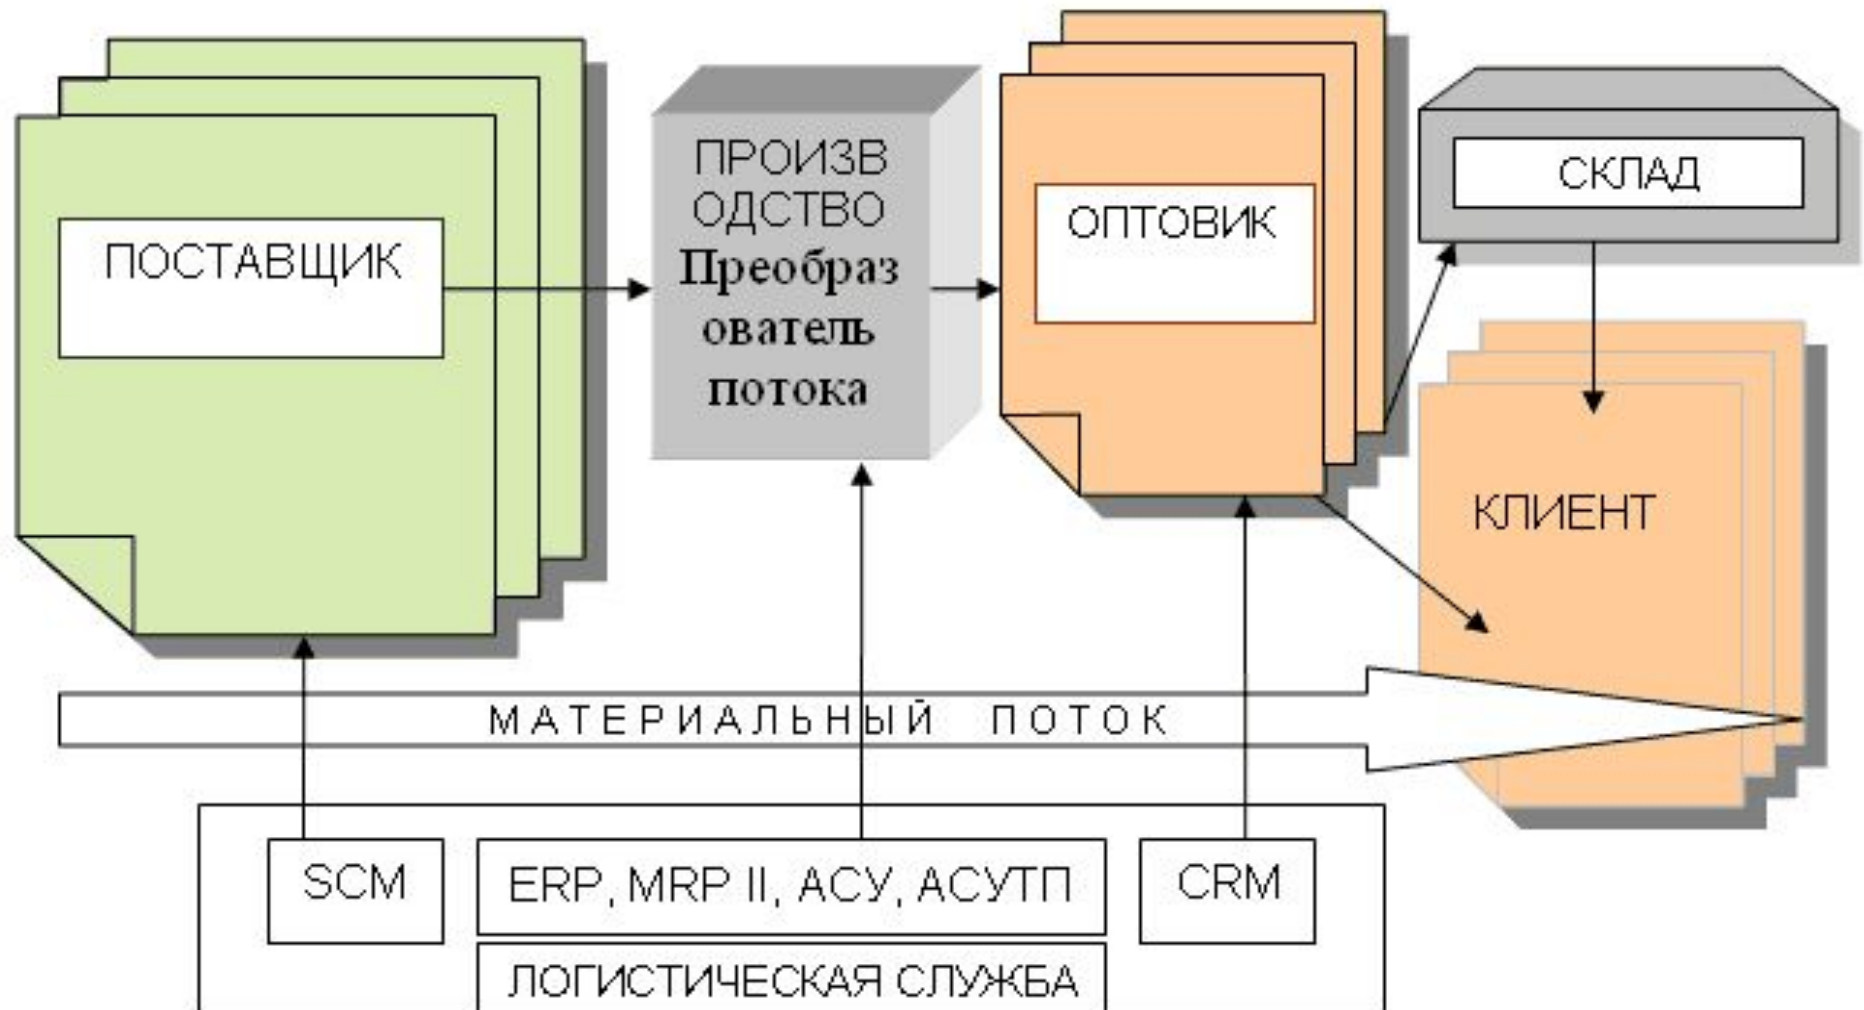 ПОСТАВЩИК
ПРОИЗВ
ОДСТВО
Преобраз
ователь
потока
ОПТОВИК
СКЛАД
КЛИЕНТ
МАТЕРИАЛЬНЫЙ ПОТОК
SCM
ERP, MRP II, АСУ, АСУТП
CRM
ЛОГИСТИЧЕСКАЯ СЛУЖБА